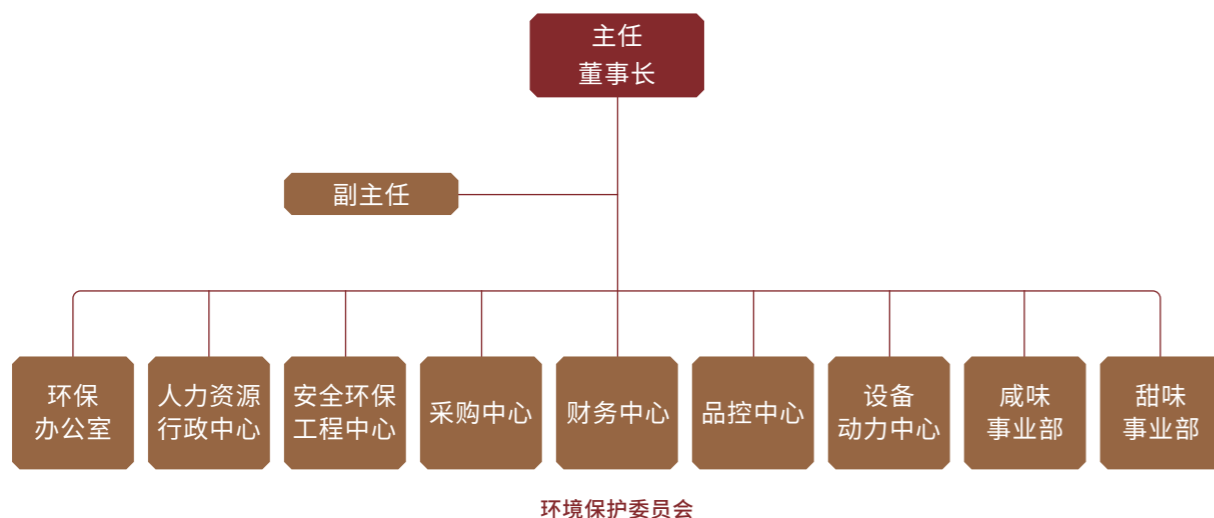 主任
董事长
副主任
环保
办公室
人力资源
行政中心
安全环保
工程中心
采购中心
财务中心
品控中心
设备
动力中心
咸味
事业部
甜味
事业部
环境保护委员会